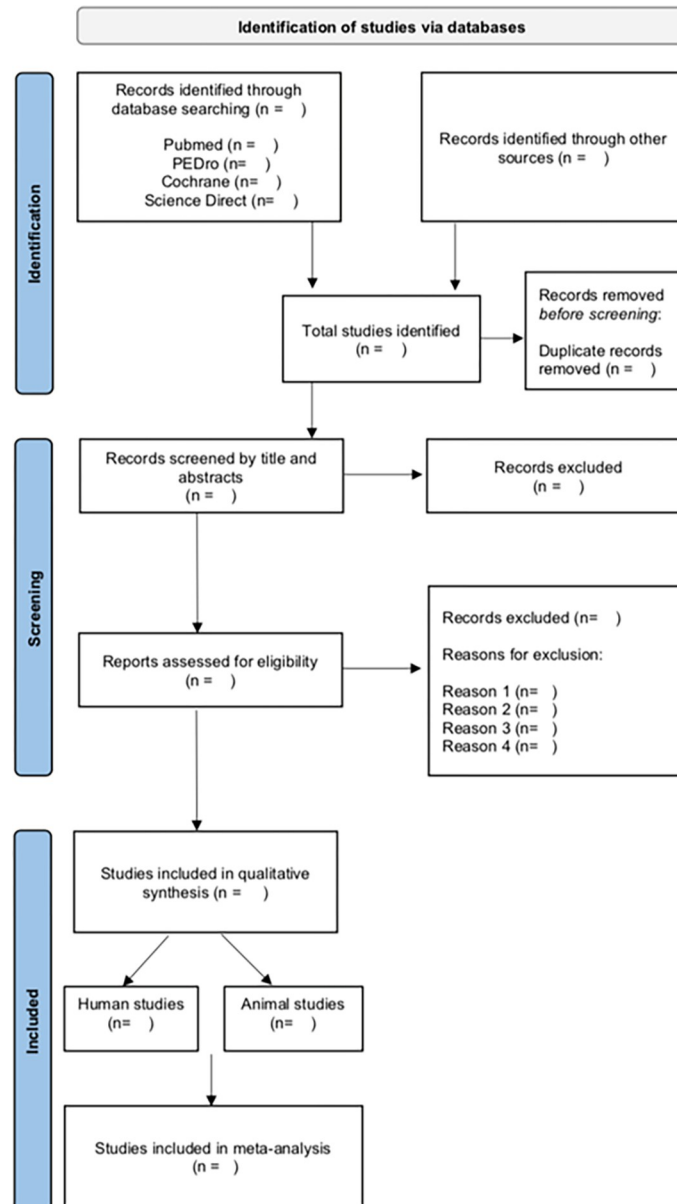 Identification of studies via databases
Identification
Records identified through
database searching (n =    )
Pubmed (n =    )
PEDro (n=    )
Cochrane (n=    )
Science Direct (n=    )
Records identified through other
sources (n =    )
Total studies identified
(n =    )
Records removed
before screening:
Duplicate records
removed (n =    )
Screening
Records screened by title and
abstracts
(n =    )
Records excluded
(n =    )
Reports assessed for eligibility
(n =    )
Records excluded (n=    )
Reasons for exclusion:
Reason 1 (n=    )
Reason 2 (n=    )
Reason 3 (n=    )
Reason 4 (n=    )
Included
Studies included in qualitative
synthesis (n =    )
Human studies
(n=    )
Animal studies
(n=    )
Studies included in meta-analysis
(n =    )